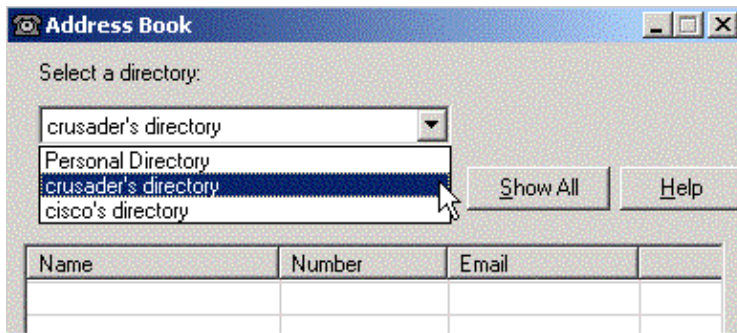 Address Book
Select a directory:
crusader's directory
Personal Directory
crusader's directory
cisco's directory
Show All Help
Name Number Email